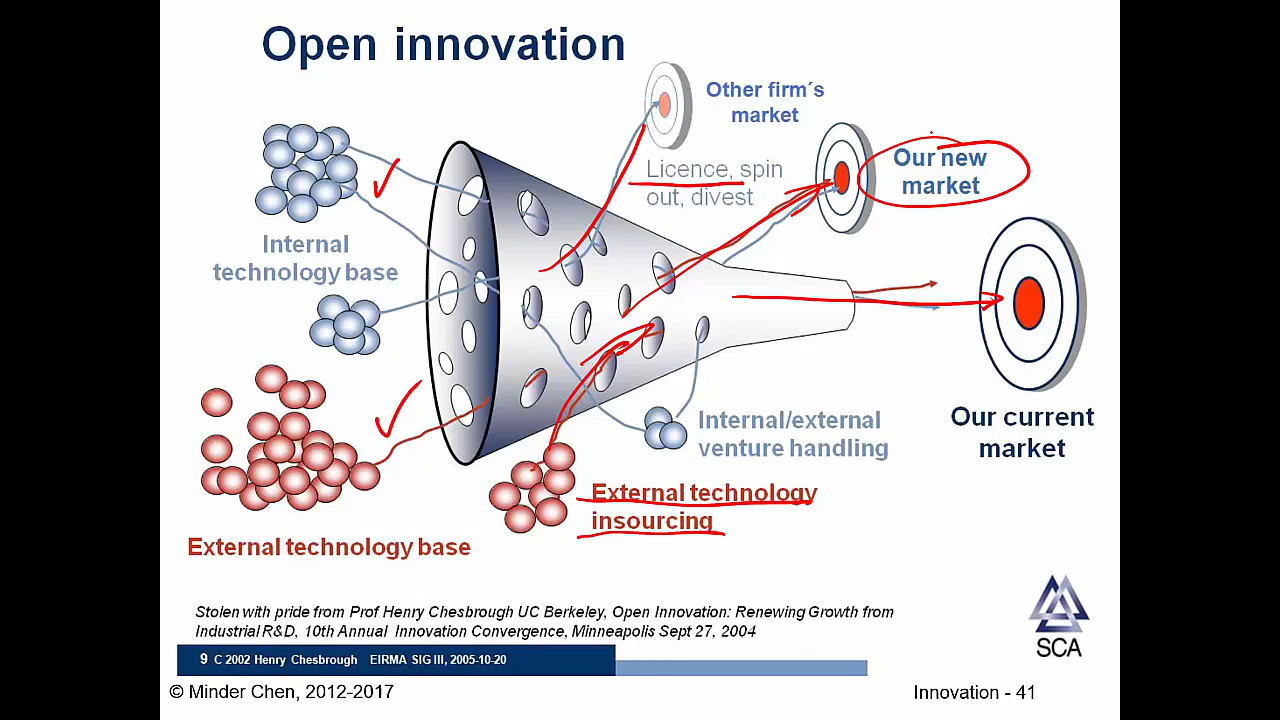 Open innovation
Other firm´s
market
Our new
market
Licence, spin
out, divest
Internal
technology base
Our current
market
Internal/external
venture handling
External technology
insourcing
External technology base
Stolen with pride from Prof Henry Chesbrough UC Berkeley, Open Innovation: Renewing Growth from
Industrial R&D, 10th Annual Innovation Convergence, Minneapolis Sept 27, 2004
SCA
9 C 2002 Henry Chesbrough EIRMA SIG III, 2005-10-20
© Minder Chen, 2012-2017
Innovation - 41